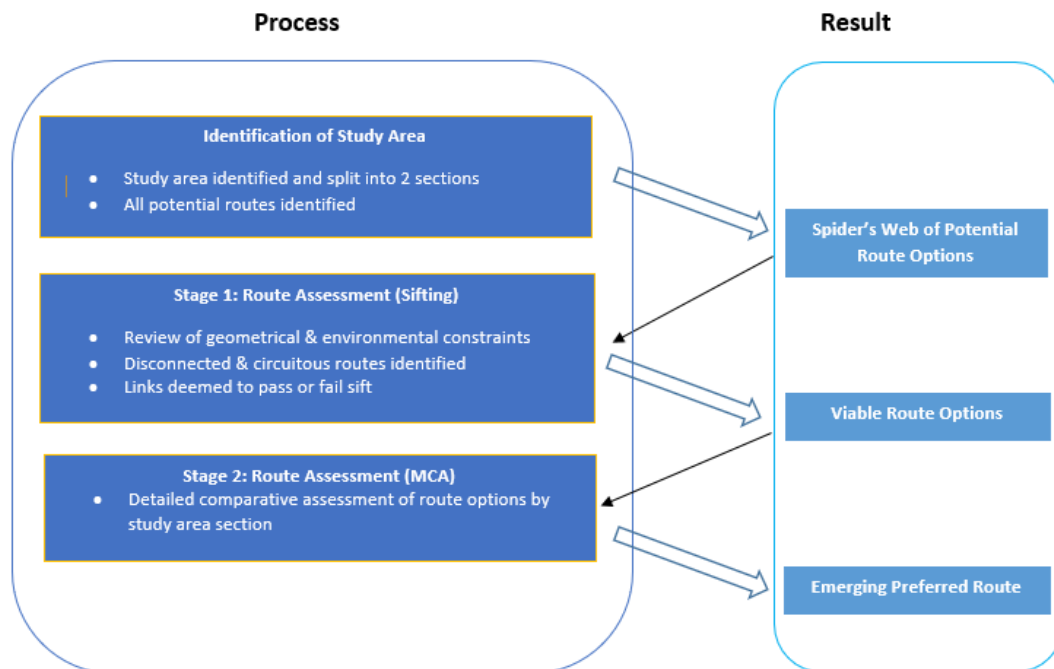 Process
Result
Identification of Study Area
● Study area identified and split into 2 sections
● All potential routes identified
Spider’s Web of Potential
Route Options
Stage 1: Route Assessment (Sifting)
● Review of geometrical & environmental constraints
● Disconnected & circuitous routes identified
● Links deemed to pass or fail sift
Viable Route Options
Stage 2: Route Assessment (MCA)
● Detailed comparative assessment of route options by
study area section
Emerging Preferred Route